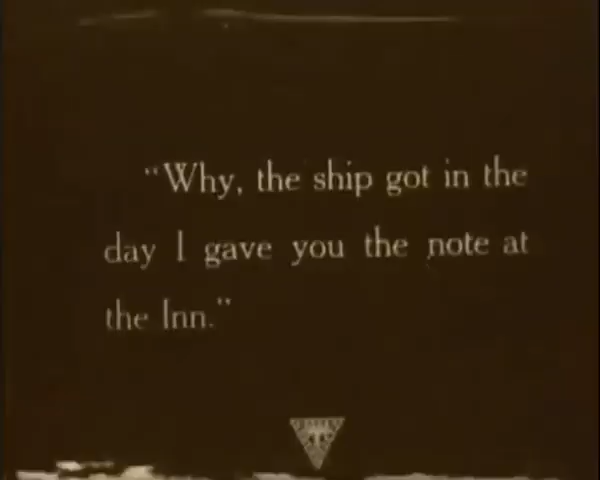 "Why, the ship got in the
day I gave you the note at
the Inn."